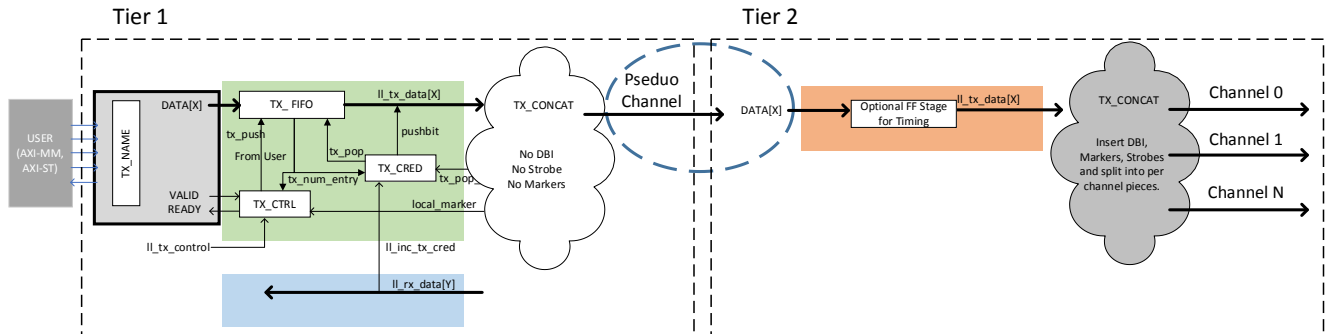 Tier 1
Tier 2
USER
(AXI-MM,
AXI-ST)
TX_NAME
DATA[X]
VALID
READY
TX_ FIFO
ll_tx_data[X]
tx_push
From User
tx_pop
pushbit
TX_CRED
tx_num_entry
tx_pop_
TX_CTRL
local_marker
ll_tx_control
ll_inc_tx_cred
ll_rx_data[Y]
TX_CONCAT
No DBI
No Strobe
No Markers
Pseduo
Channel
DATA[X]
Optional FF Stage
for Timing
ll_tx_data[X]
TX_CONCAT
Insert DBI,
Markers, Strobes
and split into per
channel pieces.
Channel 0
Channel 1
Channel N